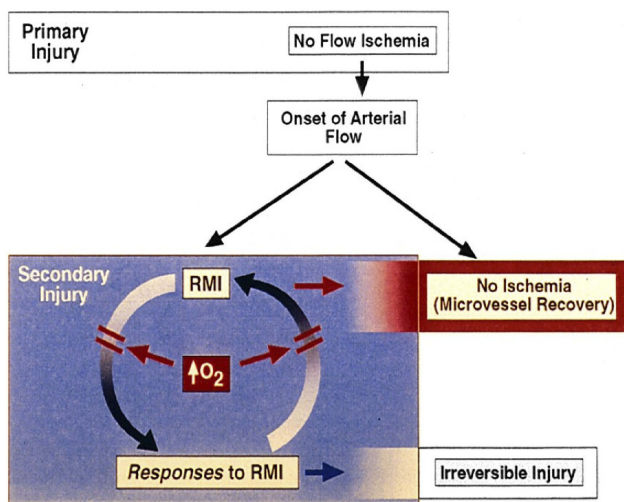 Primary
Injury
No Flow Ischemia
Onset of Arterial
Flow
Secondary
Injury
RMI
No Ischemia
(Microvessel Recovery)
↑O₂
Responses to RMI
Irreversible Injury